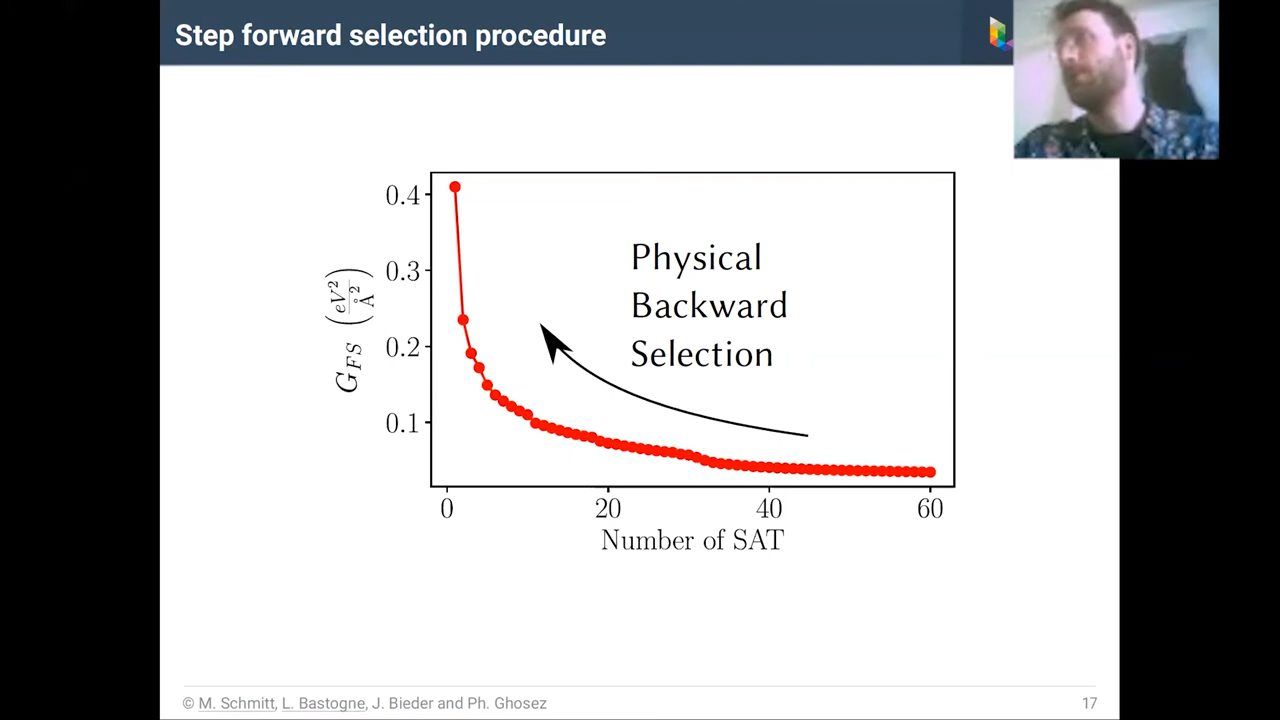 Step forward selection procedure
0.4
0.3
0.2
0.1
G_FS (eV²/Å²)
Physical
Backward
Selection
0 20 40 60
Number of SAT
© M. Schmitt, L. Bastogne, J. Bieder and Ph. Ghosez
17